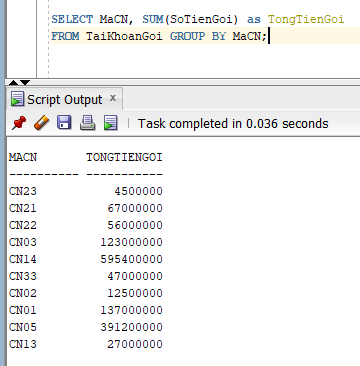 SELECT MaCN, SUM(SoTienGoi) as TongTienGoi
FROM TaiKhoanGoi GROUP BY MaCN;
Script Output x
Task completed in 0.036 seconds
MACN TONGTIENGOI
---------- -----------
CN23 4500000
CN21 67000000
CN22 56000000
CN03 123000000
CN14 595400000
CN33 47000000
CN02 12500000
CN01 137000000
CN05 391200000
CN13 27000000